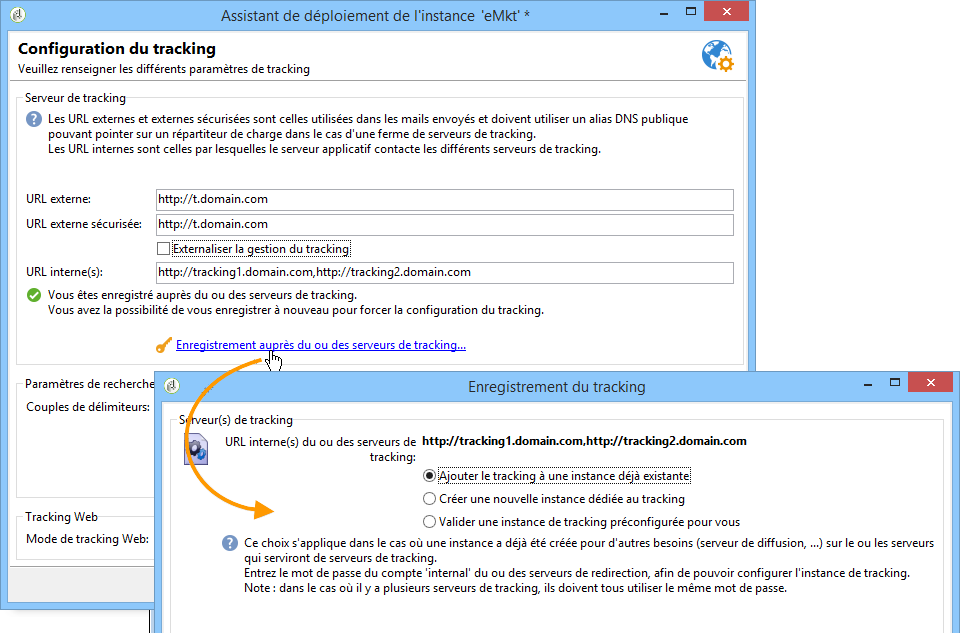 Assistant de déploiement de l'instance 'eMkt' *
Configuration du tracking
Veuillez renseigner les différents paramètres de tracking
Serveur de tracking
Les URL externes et externes sécurisées sont celles utilisées dans les mails envoyés et doivent utiliser un alias DNS publique
pouvant pointer sur un répartiteur de charge dans le cas d'une ferme de serveurs de tracking.
Les URL internes sont celles par lesquelles le serveur applicatif contacte les différents serveurs de tracking.
URL externe: http://t.domain.com
URL externe sécurisée: http://t.domain.com
Externaliser la gestion du tracking
URL interne(s): http://tracking1.domain.com,http://tracking2.domain.com
Vous êtes enregistré auprès du ou des serveurs de tracking.
Vous avez la possibilité de vous enregistrer à nouveau pour forcer la configuration du tracking.
Enregistrement auprès du ou des serveurs de tracking...
Paramètres de recherche
Couples de délimiteurs:
Tracking Web
Mode de tracking Web:
Enregistrement du tracking
Serveur(s) de tracking
URL interne(s) du ou des serveurs de http://tracking1.domain.com,http://tracking2.domain.com
tracking:
Ajouter le tracking à une instance déjà existante
Créer une nouvelle instance dédiée au tracking
Valider une instance de tracking préconfigurée pour vous
Ce choix s'applique dans le cas où une instance a déjà été créée pour d'autres besoins (serveur de diffusion, ...) sur le ou les serveurs
qui serviront de serveurs de tracking.
Entrez le mot de passe du compte 'internal' du ou des serveurs de redirection, afin de pouvoir configurer l'instance de tracking.
Note : dans le cas où il y a plusieurs serveurs de tracking, ils doivent tous utiliser le même mot de passe.